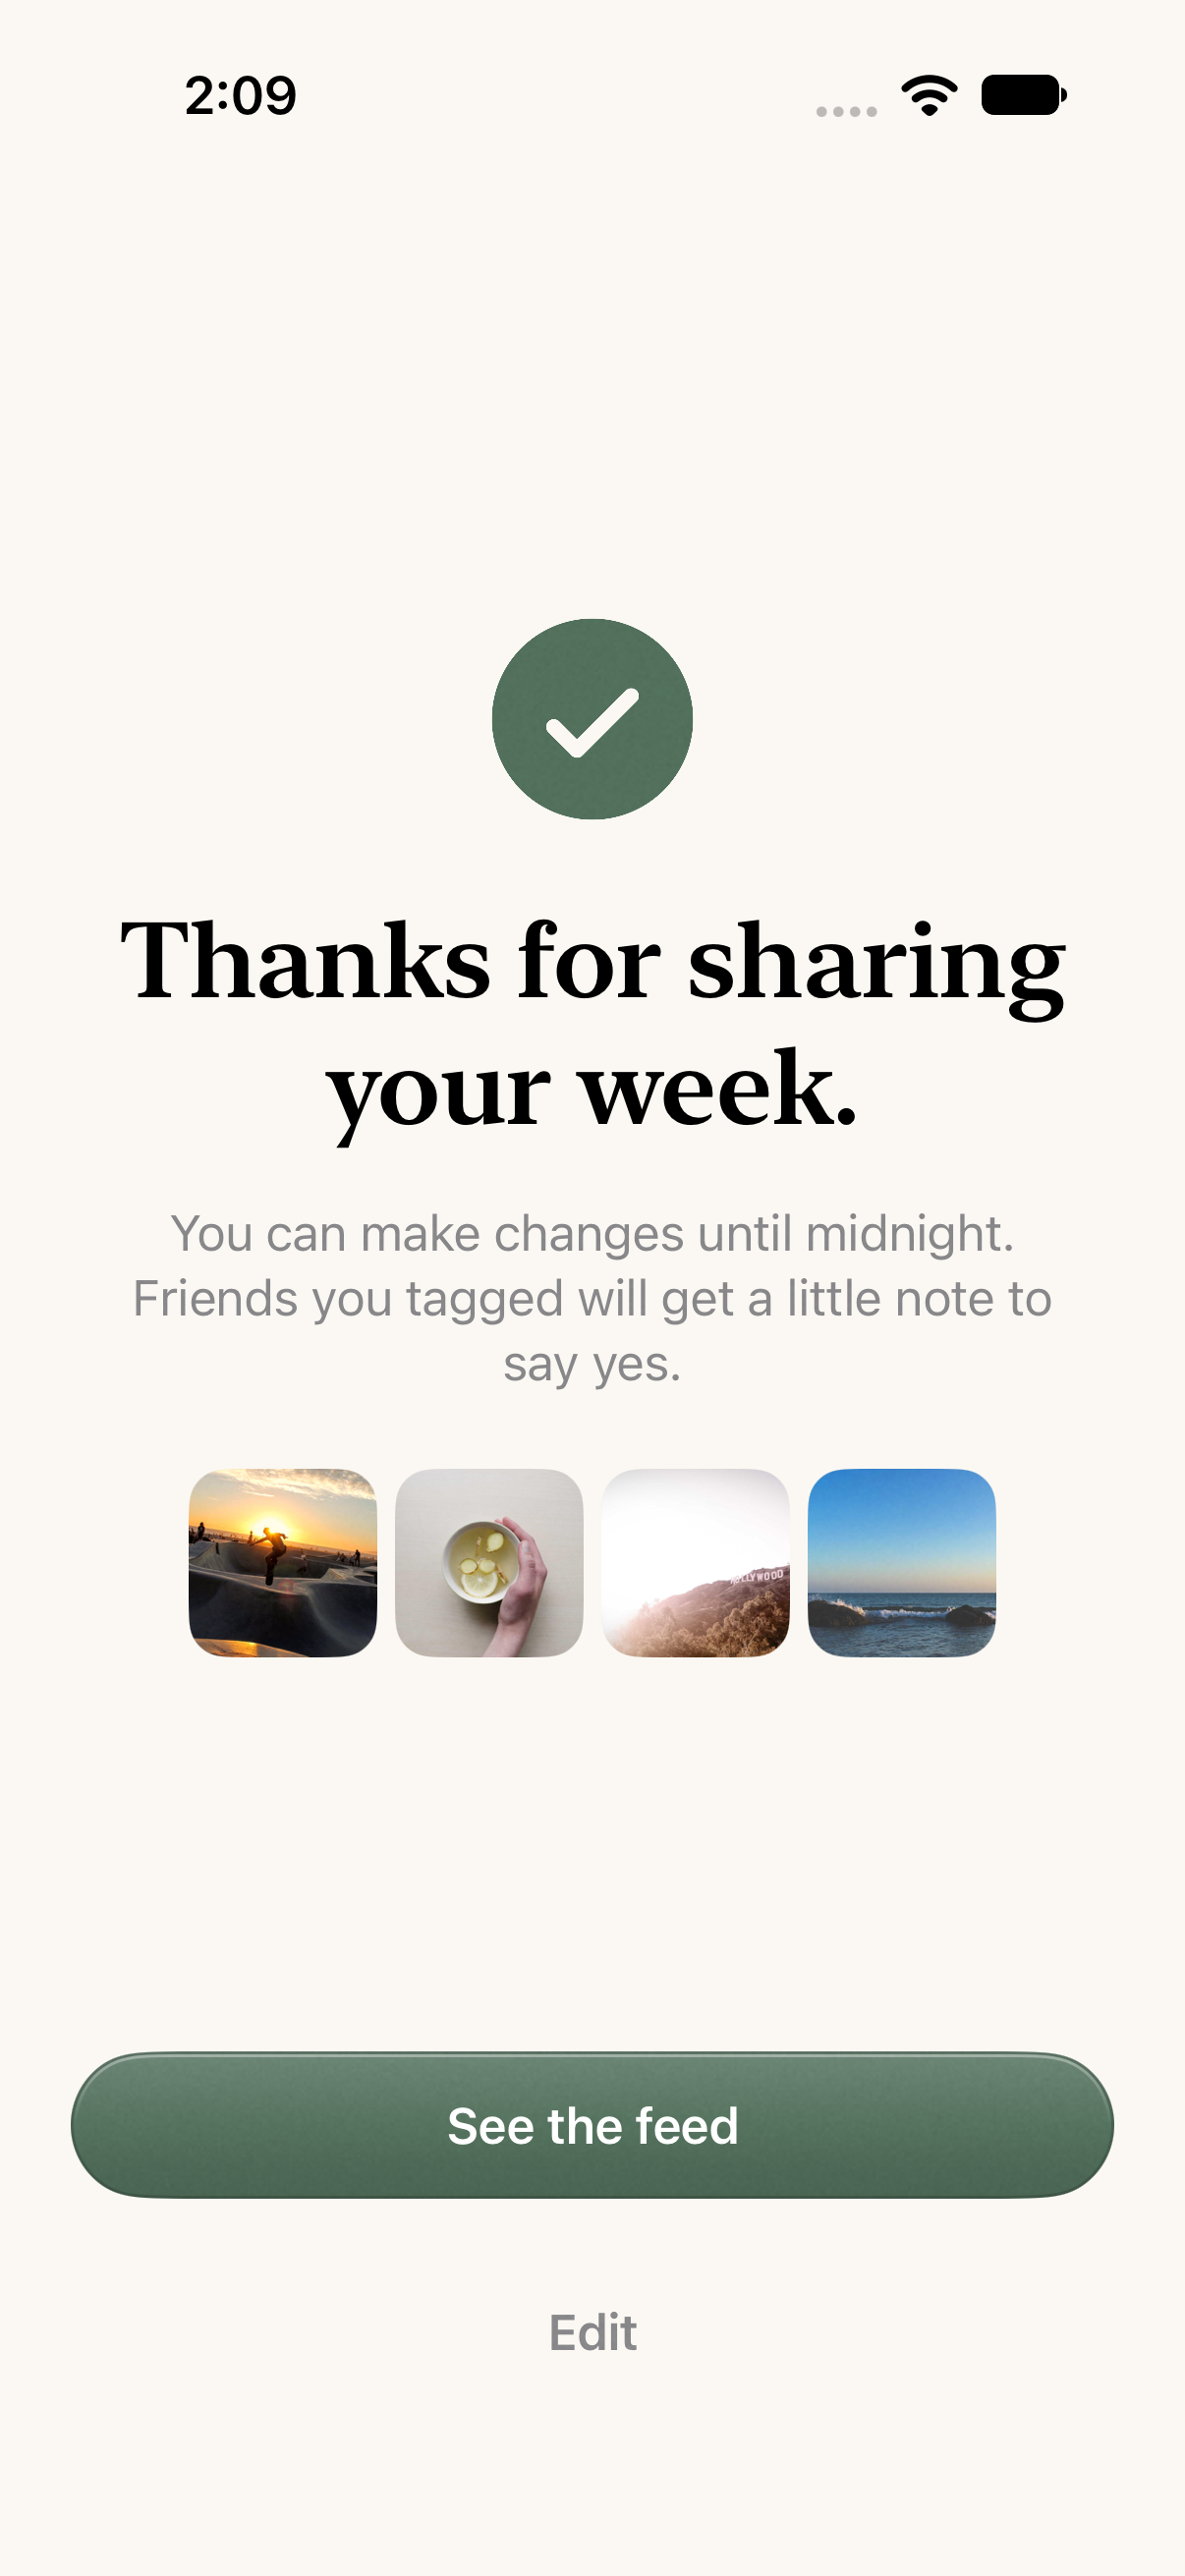 2:09
Thanks for sharing
your week.
You can make changes until midnight.
Friends you tagged will get a little note to
say yes.
HOLLYWOOD
See the feed
Edit